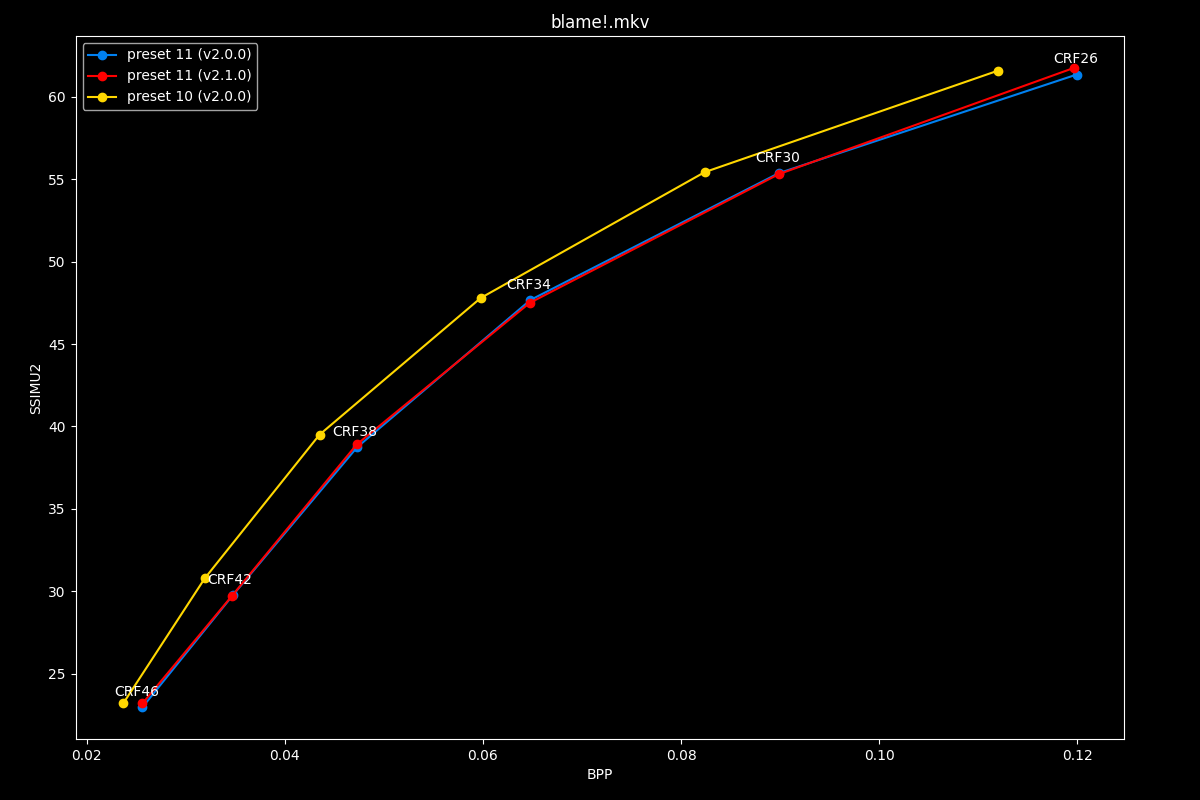 blame!.mkv
preset 11 (v2.0.0)
preset 11 (v2.1.0)
preset 10 (v2.0.0)
CRF26
CRF30
CRF34
CRF38
CRF42
CRF46
60
55
50
45
40
35
30
25
SSIMU2
0.02 0.04 0.06 0.08 0.10 0.12
BPP